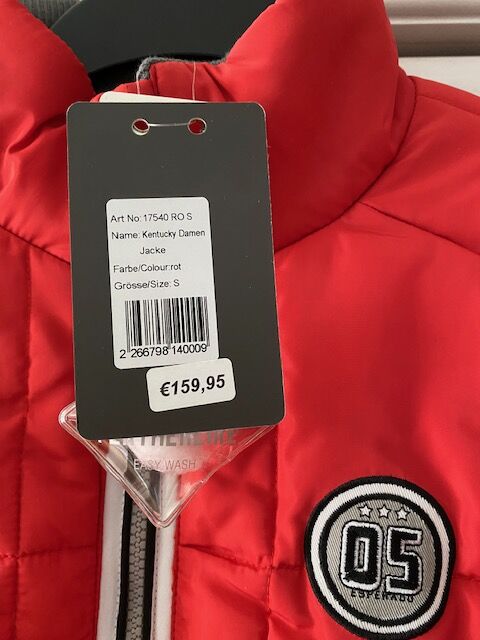 Art No: 17540 RO S
Name: Kentucky Damen
Jacke
Farbe/Colour:rot
Grösse/Size: S
2 266798 140009
€159,95
EASY WASH
05
ESPERADO